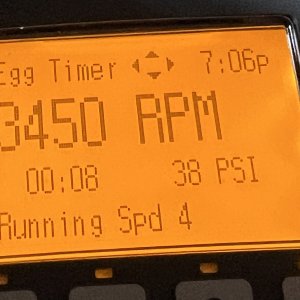 Egg Timer 7:06p
3450 RPM
00:08 38 PSI
Running Spd 4